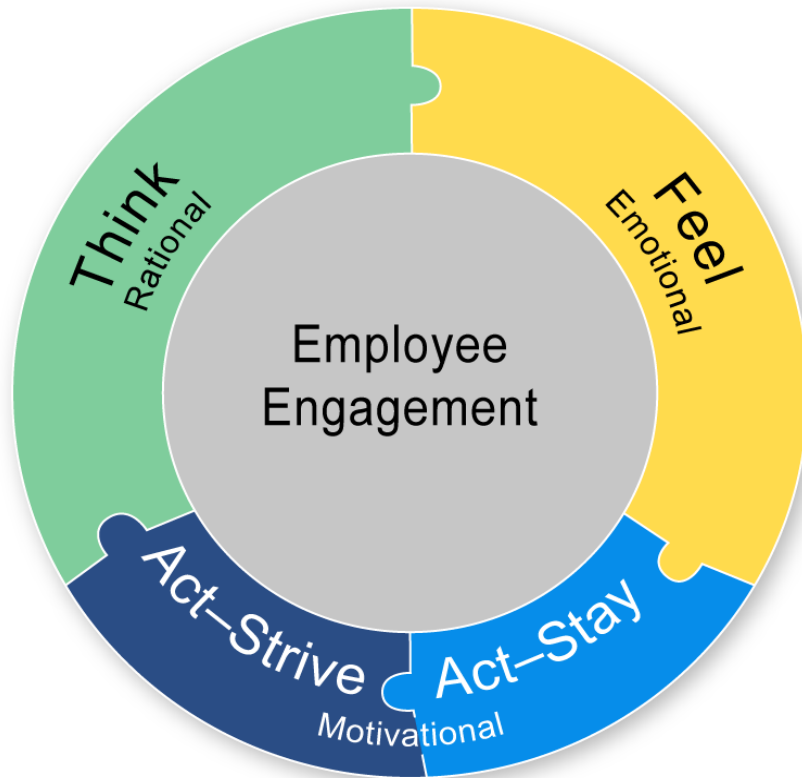 Think
Rational
Feel
Emotional
Employee
Engagement
Act–Strive
Act–Stay
Motivational